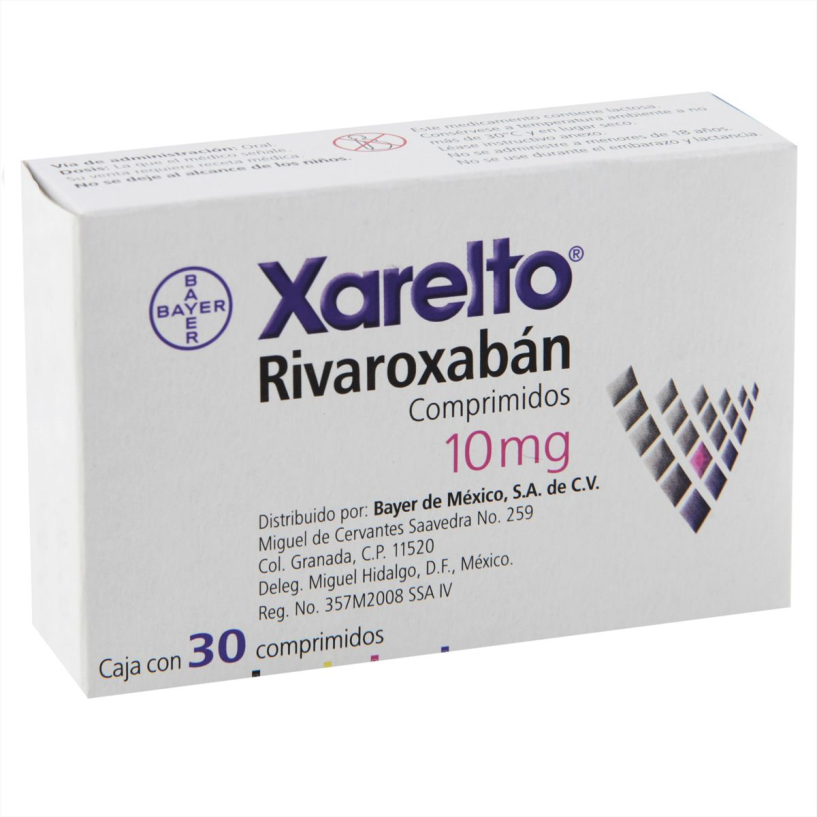 Vía de administración: Oral.
Dosis: La que el médico señale.
Su venta requiere receta médica.
No se deje al alcance de los niños.
Este medicamento contiene lactosa.
Consérvese a temperatura ambiente a no
más de 30°C y en lugar seco.
Léase instructivo anexo.
No se administre a menores de 18 años.
No se use durante el embarazo y lactancia.
BAYER
BAYER
Xarelto®
Rivaroxabán
Comprimidos
10 mg
Distribuido por: Bayer de México, S.A. de C.V.
Miguel de Cervantes Saavedra No. 259
Col. Granada, C.P. 11520
Deleg. Miguel Hidalgo, D.F., México.
Reg. No. 357M2008 SSA IV
Caja con 30 comprimidos